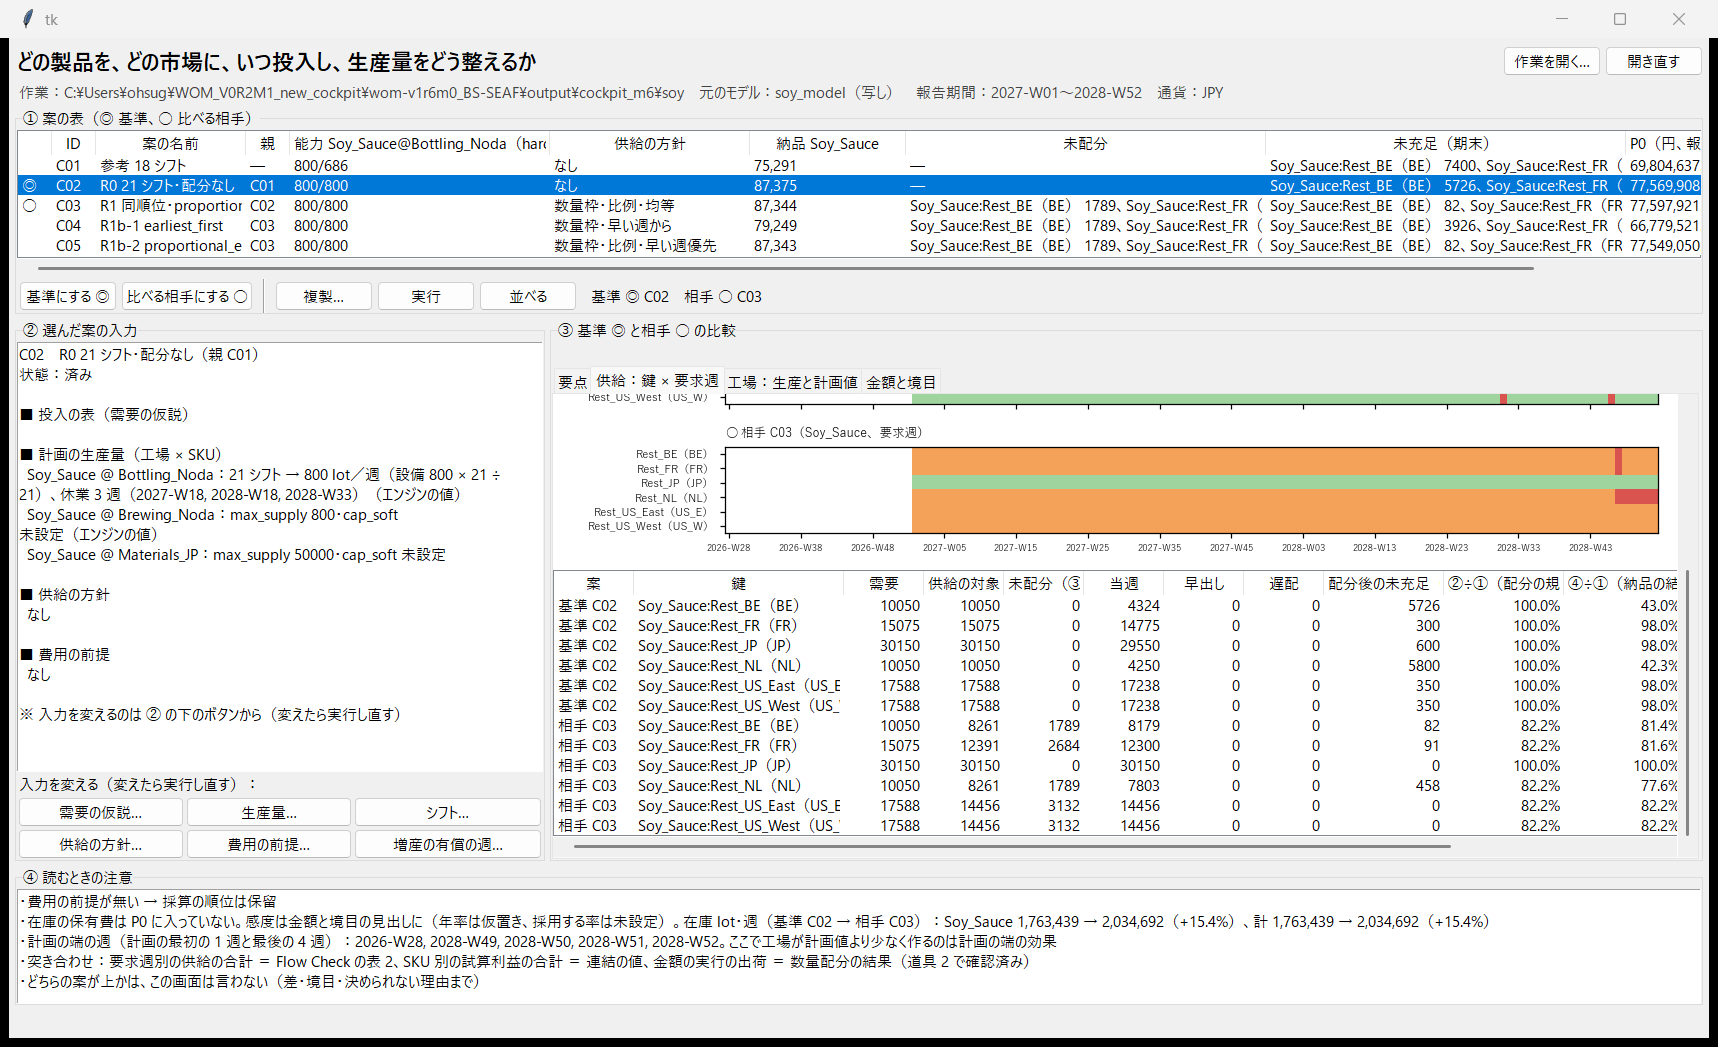 tk
どの製品を、どの市場に、いつ投入し、生産量をどう整えるか
作業を開く...
開き直す
作業：C:¥Users¥ohsug¥WOM_V0R2M1_new_cockpit¥wom-v1r6m0_BS-SEAF¥output¥cockpit_m6¥soy　元のモデル：soy_model（写し）　報告期間：2027-W01～2028-W52　通貨：JPY
① 案の表（◎ 基準、○ 比べる相手）
ID 案の名前 親 能力 Soy_Sauce@Bottling_Noda（harc 供給の方針 納品 Soy_Sauce 未配分 未充足（期末） P0（円、報
C01 参考 18 シフト — 800/686 なし 75,291 — Soy_Sauce:Rest_BE（BE） 7400、Soy_Sauce:Rest_FR（ 69,804,637
◎ C02 R0 21 シフト・配分なし C01 800/800 なし 87,375 — Soy_Sauce:Rest_BE（BE） 5726、Soy_Sauce:Rest_FR（ 77,569,908
○ C03 R1 同順位・proportior C02 800/800 数量枠・比例・均等 87,344 Soy_Sauce:Rest_BE（BE） 1789、Soy_Sauce:Rest_FR（ Soy_Sauce:Rest_BE（BE） 82、Soy_Sauce:Rest_FR（FR 77,597,921
C04 R1b-1 earliest_first C03 800/800 数量枠・早い週から 79,249 Soy_Sauce:Rest_BE（BE） 1789、Soy_Sauce:Rest_FR（ Soy_Sauce:Rest_BE（BE） 3926、Soy_Sauce:Rest_FR（ 66,779,521
C05 R1b-2 proportional_e C03 800/800 数量枠・比例・早い週優先 87,343 Soy_Sauce:Rest_BE（BE） 1789、Soy_Sauce:Rest_FR（ Soy_Sauce:Rest_BE（BE） 82、Soy_Sauce:Rest_FR（FR 77,549,050
基準にする ◎ 比べる相手にする ○ 複製... 実行 並べる 基準 ◎ C02 相手 ○ C03
② 選んだ案の入力
C02　R0 21 シフト・配分なし（親 C01）
状態：済み
■ 投入の表（需要の仮説）
■ 計画の生産量（工場 × SKU）
Soy_Sauce @ Bottling_Noda：21 シフト → 800 lot／週（設備 800 × 21 ÷
21）、休業 3 週（2027-W18, 2028-W18, 2028-W33）（エンジンの値）
Soy_Sauce @ Brewing_Noda：max_supply 800・cap_soft
未設定（エンジンの値）
Soy_Sauce @ Materials_JP：max_supply 50000・cap_soft 未設定
■ 供給の方針
なし
■ 費用の前提
なし
※ 入力を変えるのは ② の下のボタンから（変えたら実行し直す）
入力を変える（変えたら実行し直す）：
需要の仮説... 生産量... シフト...
供給の方針... 費用の前提... 増産の有償の週...
③ 基準 ◎ と相手 ○ の比較
要点 供給：鍵 × 要求週 工場：生産と計画値 金額と境目
Rest_US_West（US_W）
○ 相手 C03（Soy_Sauce、要求週）
Rest_BE（BE）
Rest_FR（FR）
Rest_JP（JP）
Rest_NL（NL）
Rest_US_East（US_E）
Rest_US_West（US_W）
2026-W28 2026-W38 2026-W48 2027-W05 2027-W15 2027-W25 2027-W35 2027-W45 2028-W03 2028-W13 2028-W23 2028-W33 2028-W43
案 鍵 需要 供給の対象 未配分（③ 当週 早出し 遅配 配分後の未充足 ②÷①（配分の規 ④÷①（納品の結
基準 C02 Soy_Sauce:Rest_BE（BE） 10050 10050 0 4324 0 0 5726 100.0% 43.0%
基準 C02 Soy_Sauce:Rest_FR（FR） 15075 15075 0 14775 0 0 300 100.0% 98.0%
基準 C02 Soy_Sauce:Rest_JP（JP） 30150 30150 0 29550 0 0 600 100.0% 98.0%
基準 C02 Soy_Sauce:Rest_NL（NL） 10050 10050 0 4250 0 0 5800 100.0% 42.3%
基準 C02 Soy_Sauce:Rest_US_East（US_E 17588 17588 0 17238 0 0 350 100.0% 98.0%
基準 C02 Soy_Sauce:Rest_US_West（US_ 17588 17588 0 17238 0 0 350 100.0% 98.0%
相手 C03 Soy_Sauce:Rest_BE（BE） 10050 8261 1789 8179 0 0 82 82.2% 81.4%
相手 C03 Soy_Sauce:Rest_FR（FR） 15075 12391 2684 12300 0 0 91 82.2% 81.6%
相手 C03 Soy_Sauce:Rest_JP（JP） 30150 30150 0 30150 0 0 0 100.0% 100.0%
相手 C03 Soy_Sauce:Rest_NL（NL） 10050 8261 1789 7803 0 0 458 82.2% 77.6%
相手 C03 Soy_Sauce:Rest_US_East（US_E 17588 14456 3132 14456 0 0 0 82.2% 82.2%
相手 C03 Soy_Sauce:Rest_US_West（US_ 17588 14456 3132 14456 0 0 0 82.2% 82.2%
④ 読むときの注意
・費用の前提が無い → 採算の順位は保留
・在庫の保有費は P0 に入っていない。感度は金額と境目の見出しに（年率は仮置き、採用する率は未設定）。在庫 lot・週（基準 C02 → 相手 C03）：Soy_Sauce 1,763,439 → 2,034,692（+15.4%）、計 1,763,439 → 2,034,692（+15.4%）
・計画の端の週（計画の最初の 1 週と最後の 4 週）：2026-W28, 2028-W49, 2028-W50, 2028-W51, 2028-W52。ここで工場が計画値より少なく作るのは計画の端の効果
・突き合わせ：要求週別の供給の合計 ＝ Flow Check の表 2、SKU 別の試算利益の合計 ＝ 連結の値、金額の実行の出荷 ＝ 数量配分の結果（道具 2 で確認済み）
・どちらの案が上かは、この画面は言わない（差・境目・決められない理由まで）